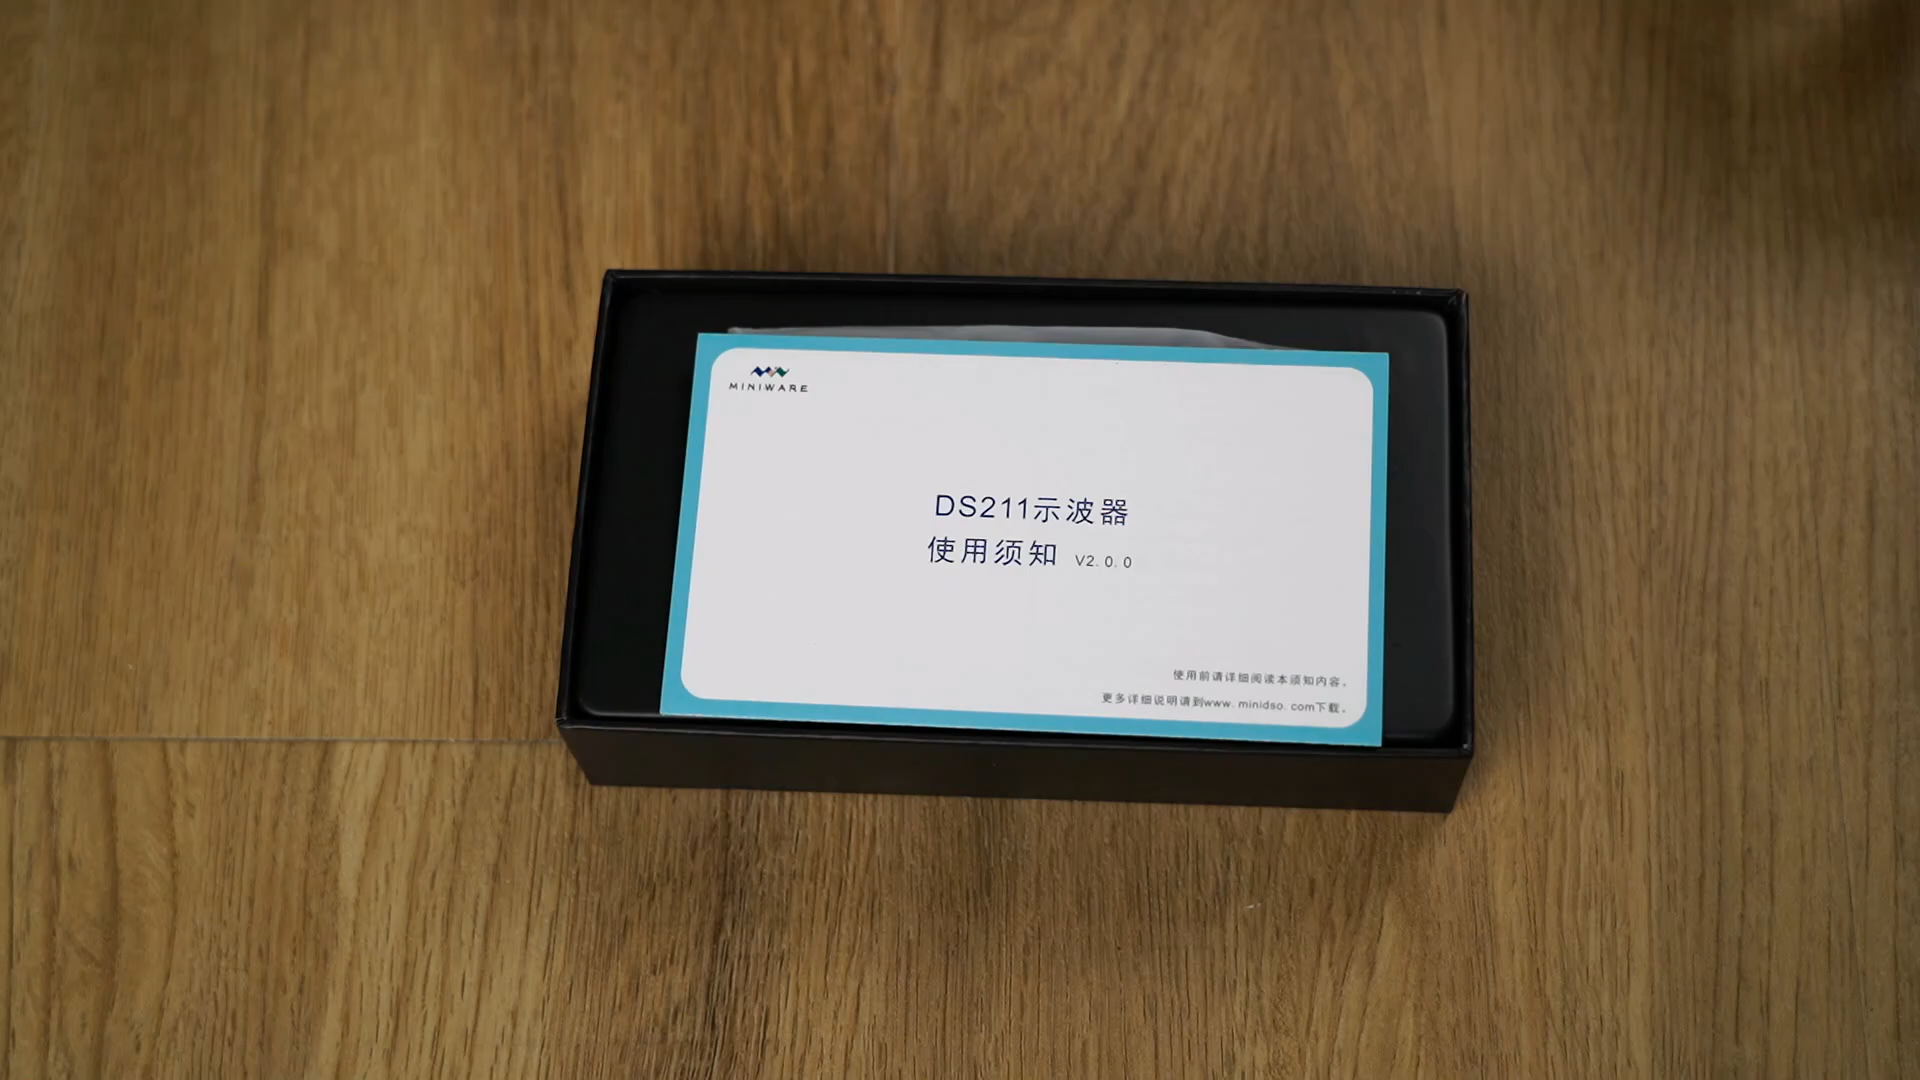 MINIWARE
DS211示波器
使用须知 V2.0.0
使用前请详细阅读本须知内容。
更多详细说明请到www.minidso.com下载。